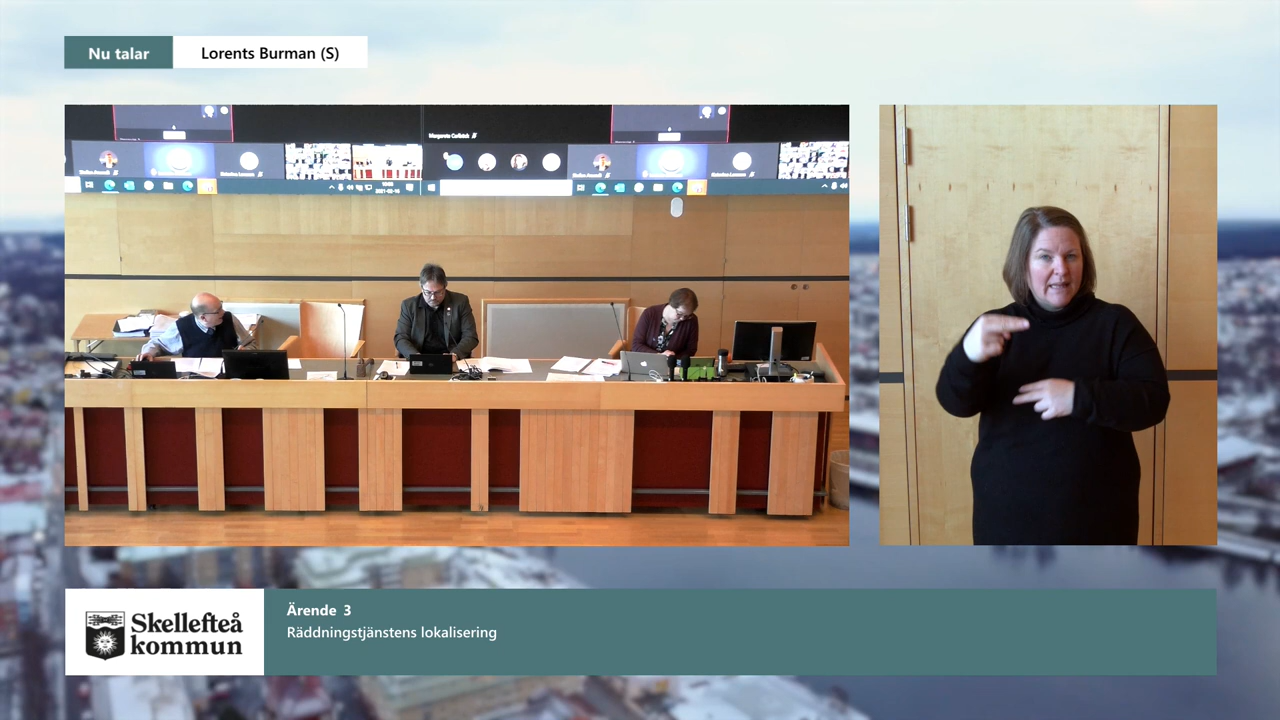 Nu talar
Lorents Burman (S)
Skellefteå
kommun
Ärende 3
Räddningstjänstens lokalisering